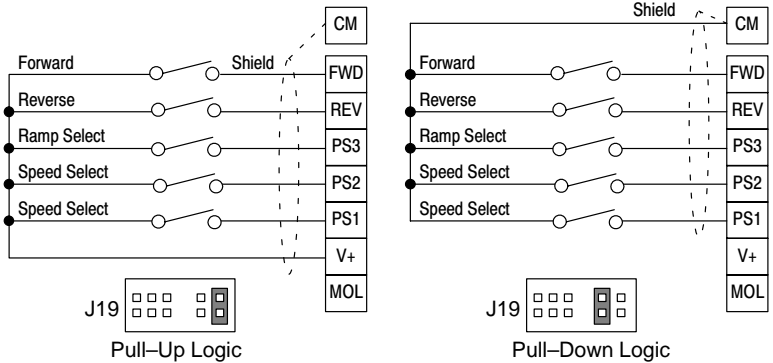 Shield
CM
Forward
Shield
FWD
Reverse
REV
Ramp Select
PS3
Speed Select
PS2
Speed Select
PS1
V+
MOL
J19
Pull–Up Logic
Shield
CM
Forward
FWD
Reverse
REV
Ramp Select
PS3
Speed Select
PS2
Speed Select
PS1
V+
MOL
J19
Pull–Down Logic